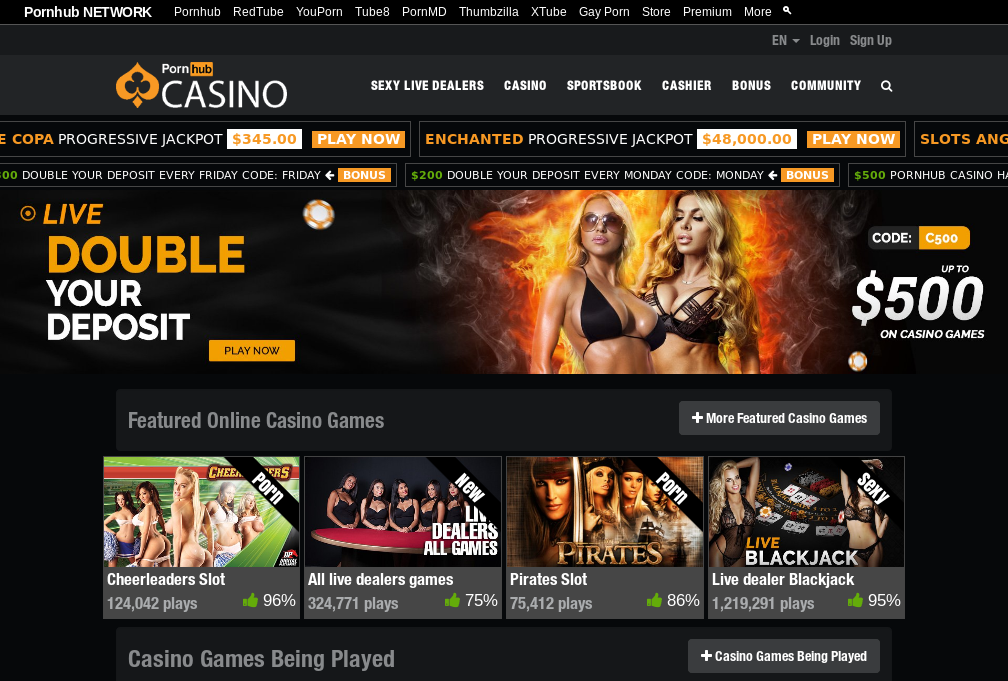 Pornhub NETWORK Pornhub RedTube YouPorn Tube8 PornMD Thumbzilla XTube Gay Porn Store Premium More
EN Login Sign Up
Porn hub
CASINO
SEXY LIVE DEALERS CASINO SPORTSBOOK CASHIER BONUS COMMUNITY
E COPA PROGRESSIVE JACKPOT $345.00 PLAY NOW ENCHANTED PROGRESSIVE JACKPOT $48,000.00 PLAY NOW SLOTS ANG
00 DOUBLE YOUR DEPOSIT EVERY FRIDAY CODE: FRIDAY BONUS $200 DOUBLE YOUR DEPOSIT EVERY MONDAY CODE: MONDAY BONUS $500 PORNHUB CASINO HA
LIVE
DOUBLE
YOUR
DEPOSIT
PLAY NOW
CODE: C500
UP TO
$500
ON CASINO GAMES
Featured Online Casino Games
More Featured Casino Games
CHEERLEADERS
Porn
New
LIVE
DEALERS
ALL GAMES
Porn
PIRATES
Sexy
LIVE
BLACKJACK
Cheerleaders Slot All live dealers games Pirates Slot Live dealer Blackjack
124,042 plays 96% 324,771 plays 75% 75,412 plays 86% 1,219,291 plays 95%
Casino Games Being Played
Casino Games Being Played